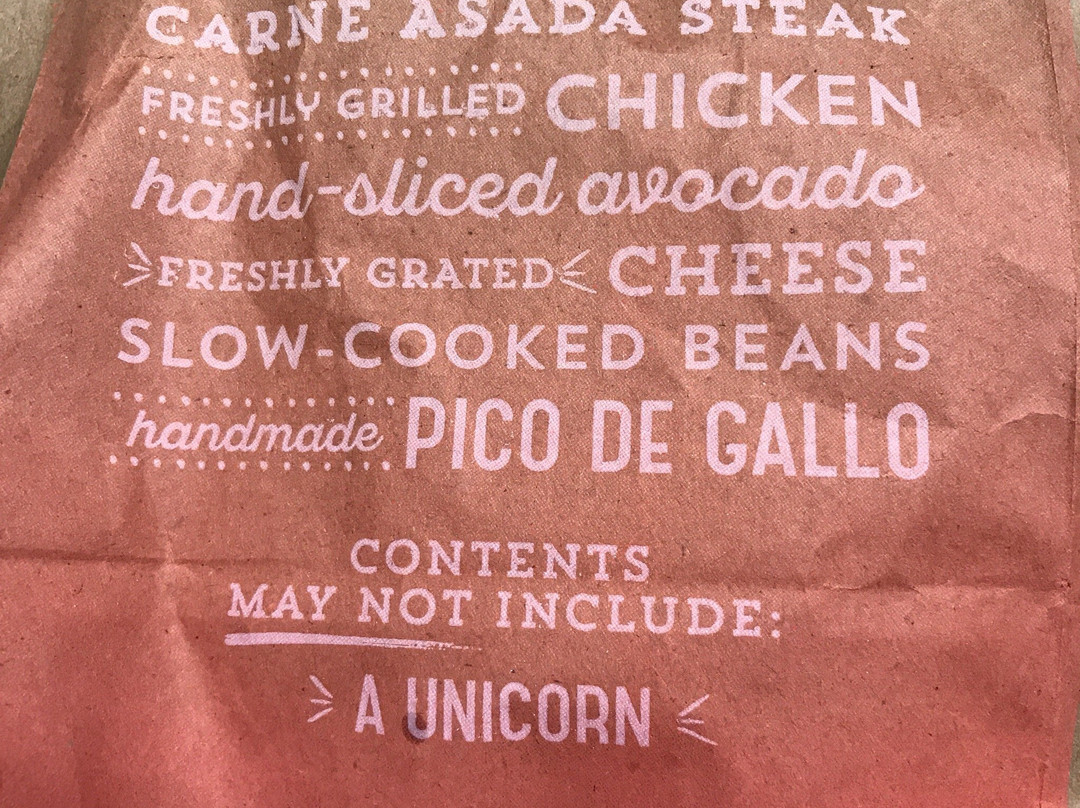 CARNE ASADA STEAK
FRESHLY GRILLED CHICKEN
hand-sliced avocado
FRESHLY GRATED CHEESE
SLOW-COOKED BEANS
handmade PICO DE GALLO
CONTENTS
MAY NOT INCLUDE:
A UNICORN